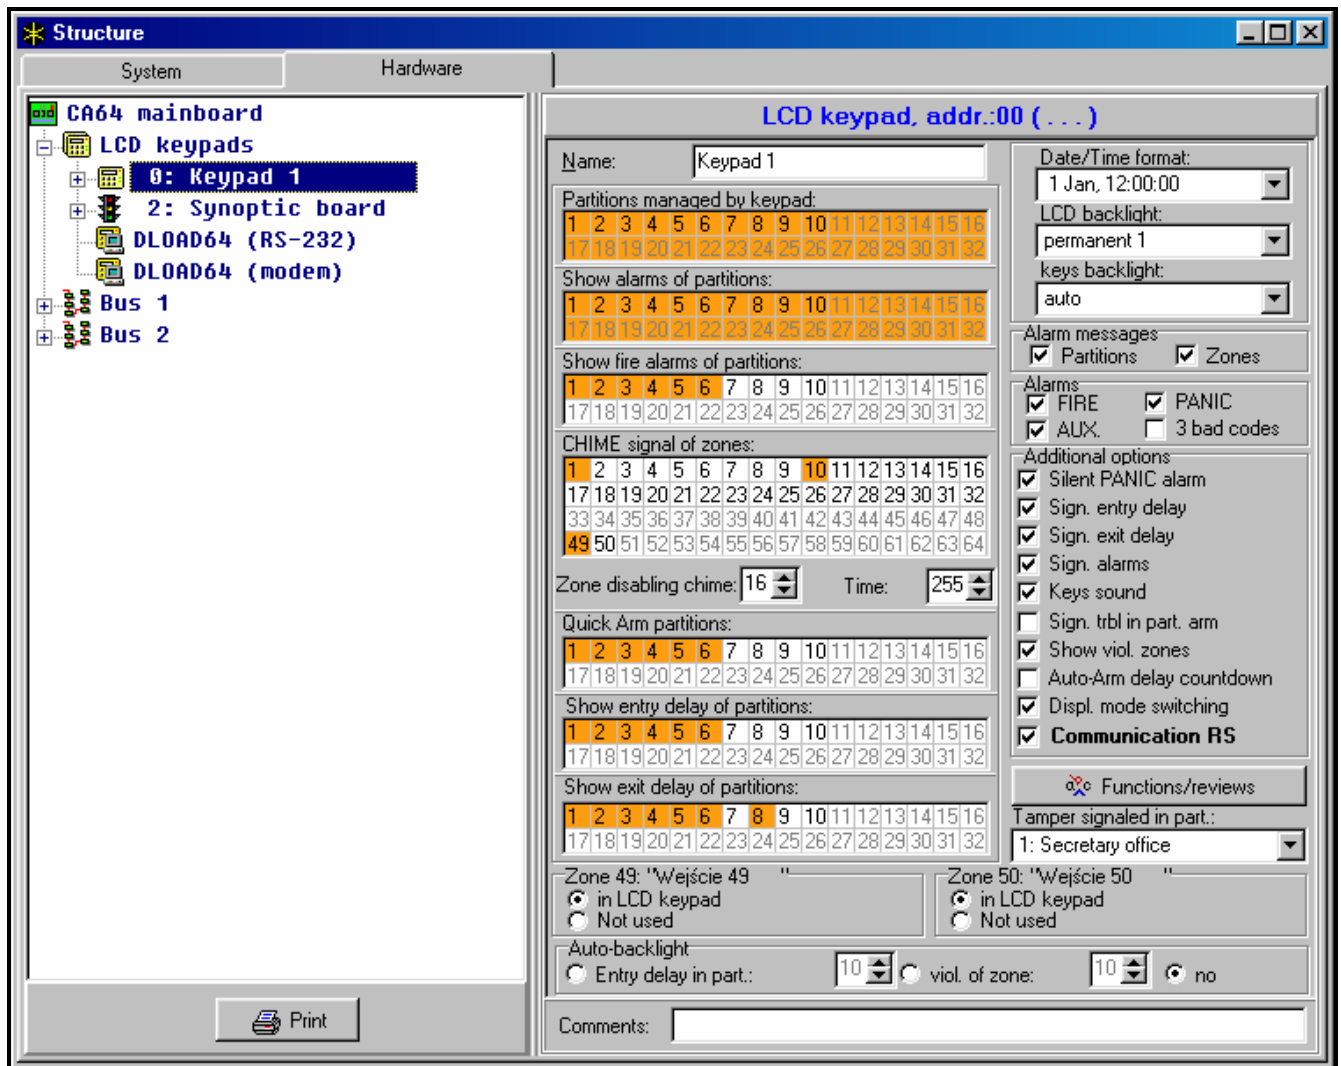 Structure
System
Hardware
CA64 mainboard
LCD keypads
0: Keypad 1
2: Synoptic board
DLOAD64 (RS-232)
DLOAD64 (modem)
Bus 1
Bus 2
Print
LCD keypad, addr.:00 ( . . . )
Name: Keypad 1
Partitions managed by keypad:
1 2 3 4 5 6 7 8 9 10 11 12 13 14 15 16
17 18 19 20 21 22 23 24 25 26 27 28 29 30 31 32
Show alarms of partitions:
1 2 3 4 5 6 7 8 9 10 11 12 13 14 15 16
17 18 19 20 21 22 23 24 25 26 27 28 29 30 31 32
Show fire alarms of partitions:
1 2 3 4 5 6 7 8 9 10 11 12 13 14 15 16
17 18 19 20 21 22 23 24 25 26 27 28 29 30 31 32
CHIME signal of zones:
1 2 3 4 5 6 7 8 9 10 11 12 13 14 15 16
17 18 19 20 21 22 23 24 25 26 27 28 29 30 31 32
33 34 35 36 37 38 39 40 41 42 43 44 45 46 47 48
49 50 51 52 53 54 55 56 57 58 59 60 61 62 63 64
Zone disabling chime: 16 Time: 255
Quick Arm partitions:
1 2 3 4 5 6 7 8 9 10 11 12 13 14 15 16
17 18 19 20 21 22 23 24 25 26 27 28 29 30 31 32
Show entry delay of partitions:
1 2 3 4 5 6 7 8 9 10 11 12 13 14 15 16
17 18 19 20 21 22 23 24 25 26 27 28 29 30 31 32
Show exit delay of partitions:
1 2 3 4 5 6 7 8 9 10 11 12 13 14 15 16
17 18 19 20 21 22 23 24 25 26 27 28 29 30 31 32
Date/Time format:
1 Jan, 12:00:00
LCD backlight:
permanent 1
keys backlight:
auto
Alarm messages
Partitions Zones
Alarms
FIRE PANIC
AUX. 3 bad codes
Additional options
Silent PANIC alarm
Sign. entry delay
Sign. exit delay
Sign. alarms
Keys sound
Sign. trbl in part. arm
Show viol. zones
Auto-Arm delay countdown
Displ. mode switching
Communication RS
Functions/reviews
Tamper signaled in part.:
1: Secretary office
Zone 49: "Wejście 49 "
in LCD keypad
Not used
Zone 50: "Wejście 50 "
in LCD keypad
Not used
Auto-backlight
Entry delay in part.: 10 viol. of zone: 10 no
Comments: